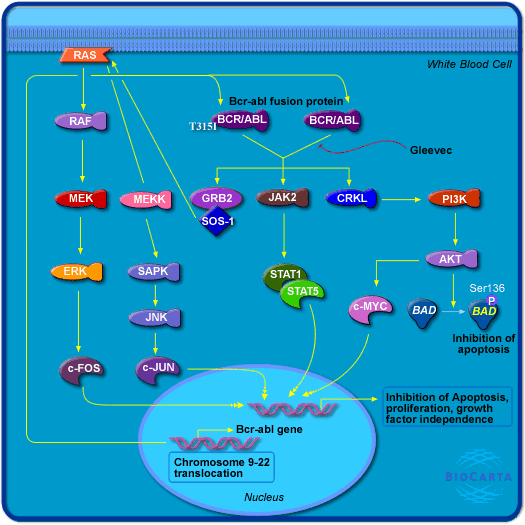 RAS
White Blood Cell
Bcr-abl fusion protein
RAF
T315I
BCR/ABL
BCR/ABL
Gleevec
MEK
MEKK
GRB2
SOS-1
JAK2
CRKL
PI3K
AKT
ERK
SAPK
STAT1
STAT5
Ser136
P
c-MYC
BAD
BAD
JNK
Inhibition of
apoptosis
c-FOS
c-JUN
Inhibition of Apoptosis,
proliferation, growth
factor independence
Bcr-abl gene
Chromosome 9-22
translocation
Nucleus
BIOCARTA